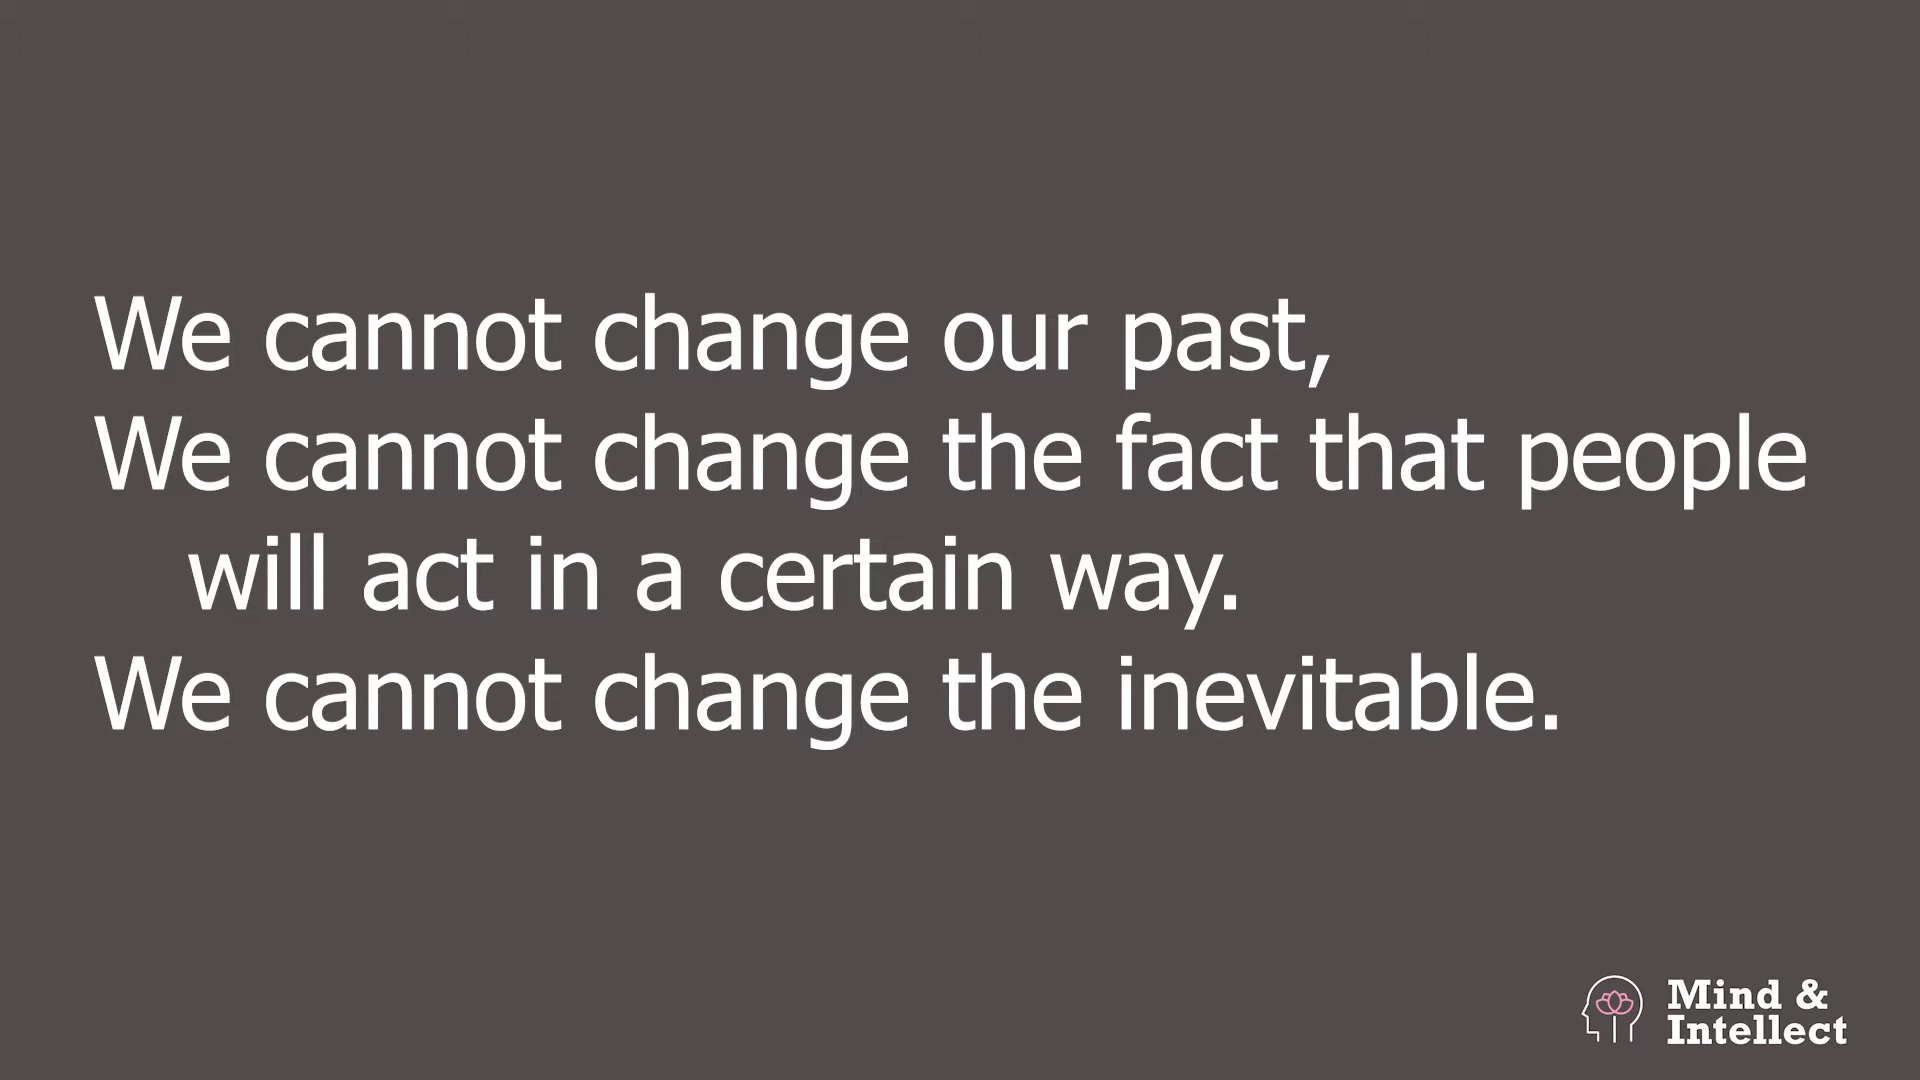 We cannot change our past,
We cannot change the fact that people
will act in a certain way.
We cannot change the inevitable.
Mind &
Intellect